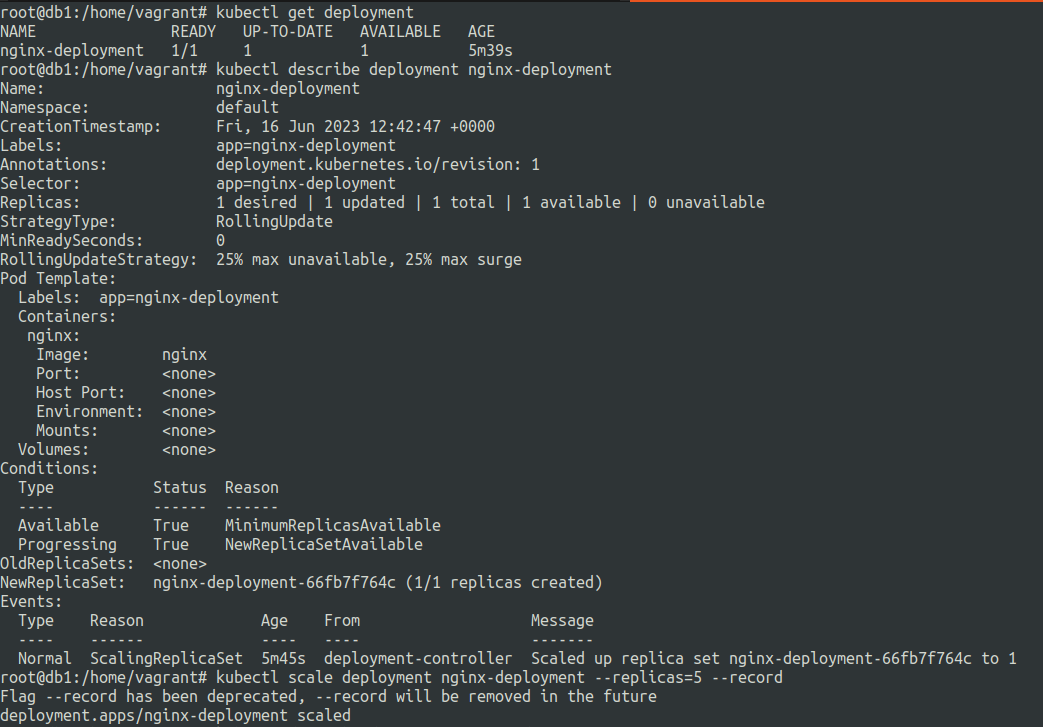 root@db1:/home/vagrant# kubectl get deployment
NAME               READY   UP-TO-DATE   AVAILABLE   AGE
nginx-deployment   1/1     1            1           5m39s
root@db1:/home/vagrant# kubectl describe deployment nginx-deployment
Name:                   nginx-deployment
Namespace:              default
CreationTimestamp:      Fri, 16 Jun 2023 12:42:47 +0000
Labels:                 app=nginx-deployment
Annotations:            deployment.kubernetes.io/revision: 1
Selector:               app=nginx-deployment
Replicas:               1 desired | 1 updated | 1 total | 1 available | 0 unavailable
StrategyType:           RollingUpdate
MinReadySeconds:        0
RollingUpdateStrategy:  25% max unavailable, 25% max surge
Pod Template:
  Labels:  app=nginx-deployment
  Containers:
   nginx:
    Image:        nginx
    Port:         <none>
    Host Port:    <none>
    Environment:  <none>
    Mounts:       <none>
  Volumes:        <none>
Conditions:
  Type           Status  Reason
  ----           ------  ------
  Available      True    MinimumReplicasAvailable
  Progressing    True    NewReplicaSetAvailable
OldReplicaSets:  <none>
NewReplicaSet:   nginx-deployment-66fb7f764c (1/1 replicas created)
Events:
  Type    Reason             Age    From                   Message
  ----    ------             ----   ----                   -------
  Normal  ScalingReplicaSet  5m45s  deployment-controller  Scaled up replica set nginx-deployment-66fb7f764c to 1
root@db1:/home/vagrant# kubectl scale deployment nginx-deployment --replicas=5 --record
Flag --record has been deprecated, --record will be removed in the future
deployment.apps/nginx-deployment scaled